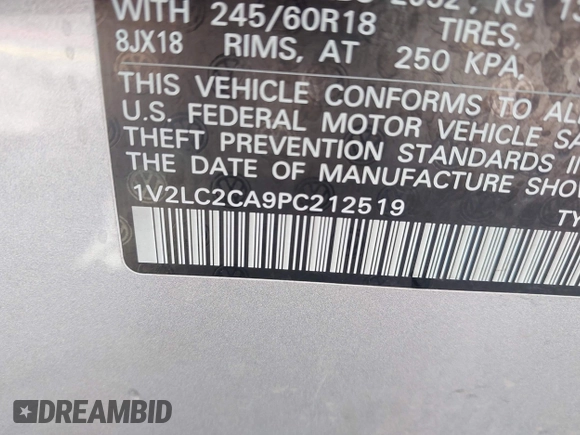 KG
WITH 245/60R18 TIRES,
8JX18 RIMS, AT 250 KPA,
THIS VEHICLE CONFORMS TO
U.S. FEDERAL MOTOR VEHICLE
THEFT PREVENTION STANDARDS
THE DATE OF MANUFACTURE
1V2LC2CA9PC212519
DREAMBID